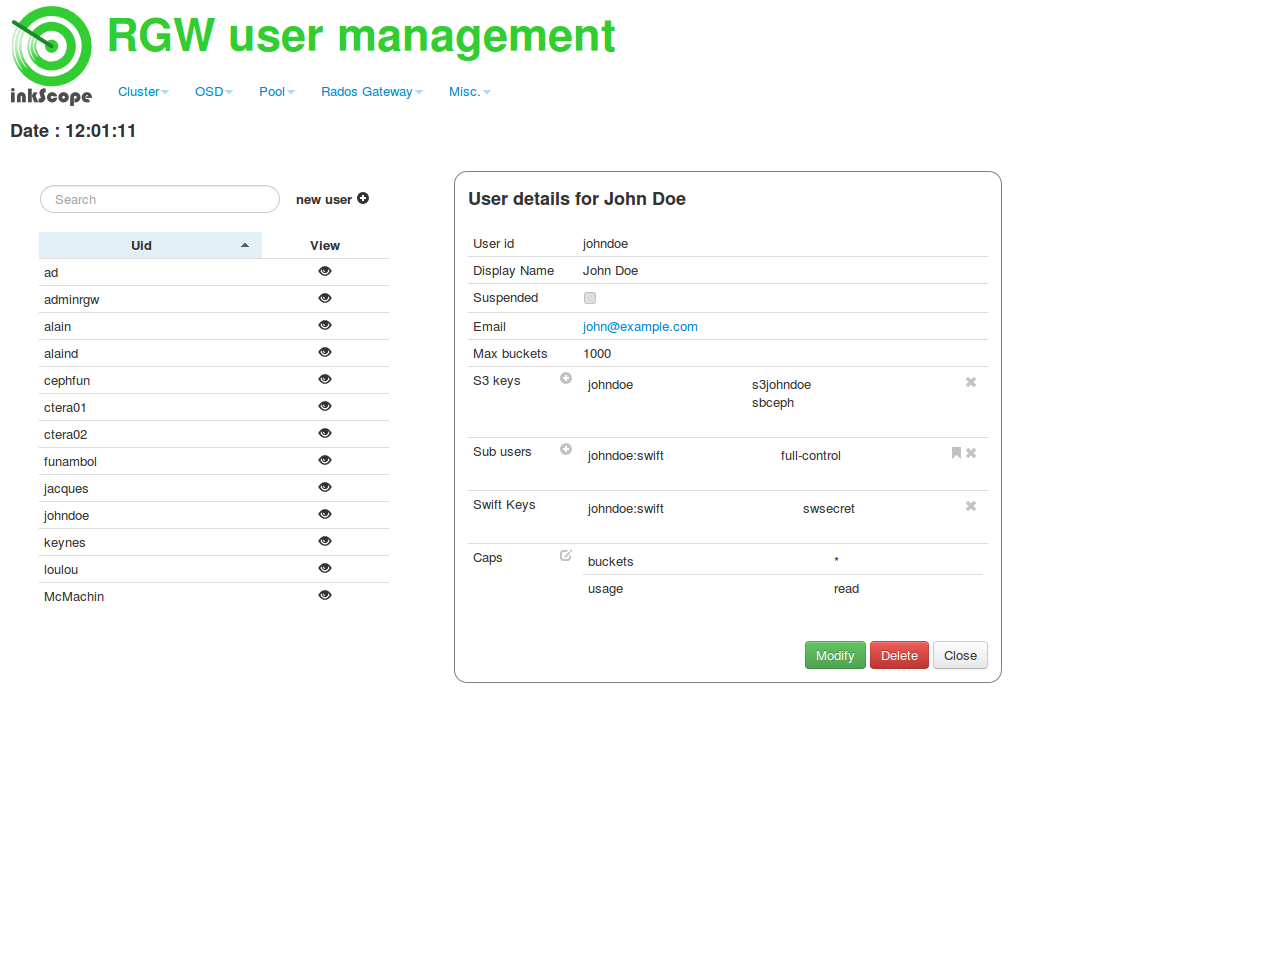 RGW user management
inkScope
Cluster OSD Pool Rados Gateway Misc.
Date : 12:01:11
Search new user
Uid View
ad
adminrgw
alain
alaind
cephfun
ctera01
ctera02
funambol
jacques
johndoe
keynes
loulou
McMachin
User details for John Doe
User id johndoe
Display Name John Doe
Suspended
Email john@example.com
Max buckets 1000
S3 keys johndoe s3johndoe
sbceph
Sub users johndoe:swift full-control
Swift Keys johndoe:swift swsecret
Caps buckets *
usage read
Modify Delete Close